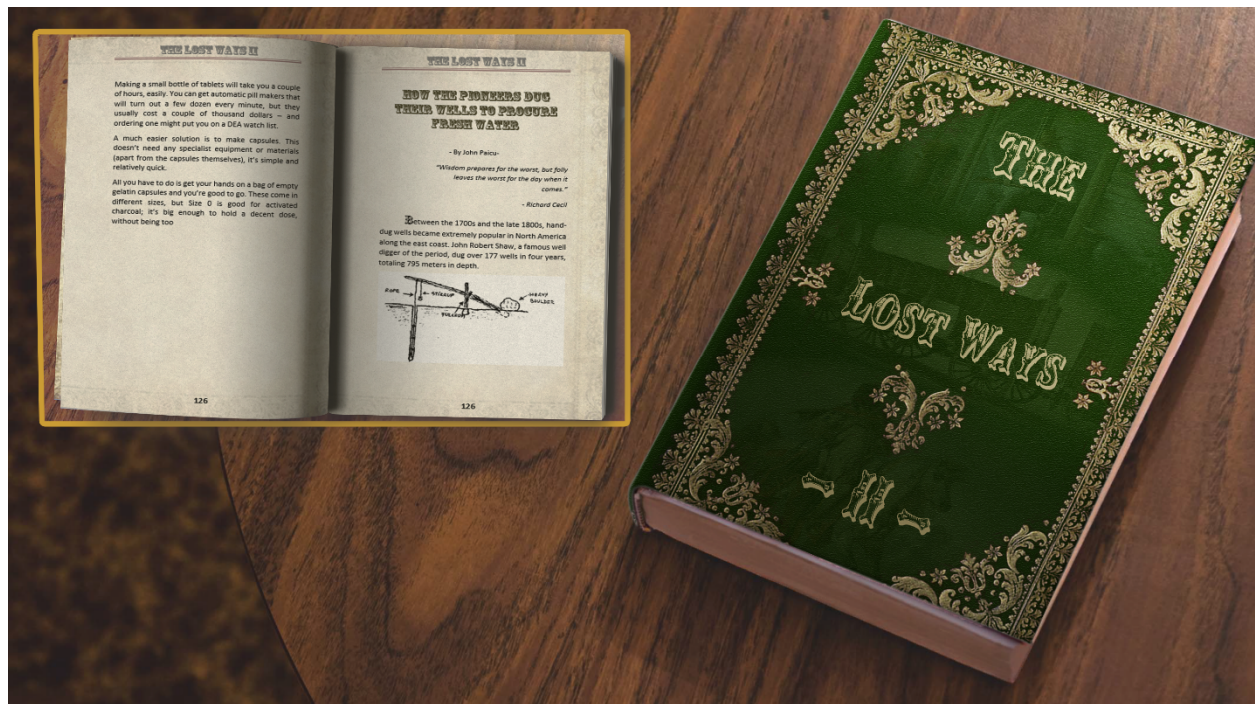 THE LOST WAYS II
Making a small bottle of tablets will take you a couple
of hours, easily. You can get automatic pill makers that
will turn out a few dozen every minute, but they
usually cost a couple of thousand dollars – and
ordering one might put you on a DEA watch list.
A much easier solution is to make capsules. This
doesn't need any specialist equipment or materials
(apart from the capsules themselves), it's simple and
relatively quick.
All you have to do is get your hands on a bag of empty
gelatin capsules and you're good to go. These come in
different sizes, but Size 0 is good for activated
charcoal; it's big enough to hold a decent dose,
without being too
126
THE LOST WAYS II
HOW THE PIONEERS DUG
THEIR WELLS TO PROCURE
FRESH WATER
- By John Paicu-
"Wisdom prepares for the worst, but folly
leaves the worst for the day when it
comes."
- Richard Cecil
Between the 1700s and the late 1800s, hand-
dug wells became extremely popular in North America
along the east coast. John Robert Shaw, a famous well
digger of the period, dug over 177 wells in four years,
totaling 795 meters in depth.
ROPE
STIRRUP
HEAVY
BOULDER
126
THE
LOST WAYS
- II -